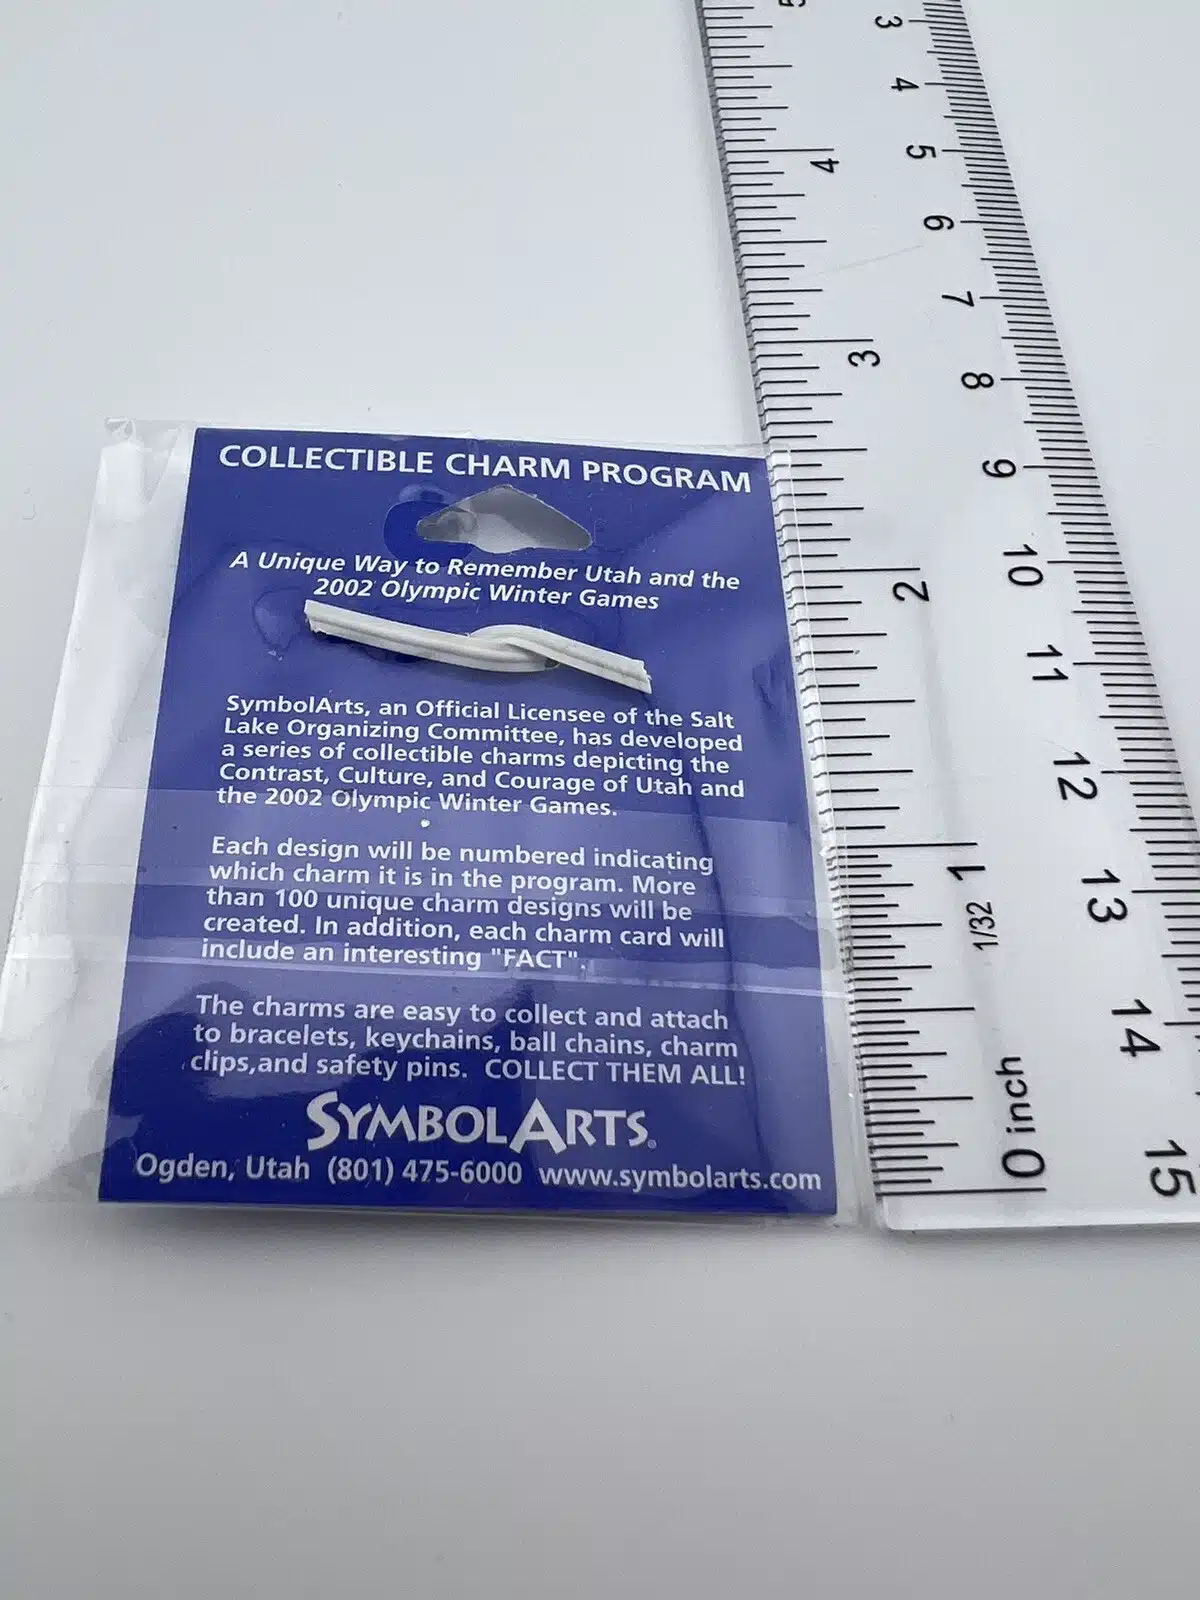 COLLECTIBLE CHARM PROGRAM
A Unique Way to Remember Utah and the
2002 Olympic Winter Games
SymbolArts, an Official Licensee of the Salt
Lake Organizing Committee, has developed
a series of collectible charms depicting the
Contrast, Culture, and Courage of Utah and
the 2002 Olympic Winter Games.
Each design will be numbered indicating
which charm it is in the program. More
than 100 unique charm designs will be
created. In addition, each charm card will
include an interesting "FACT".
The charms are easy to collect and attach
to bracelets, keychains, ball chains, charm
clips,and safety pins. COLLECT THEM ALL!
SYMBOLARTS®
Ogden, Utah (801) 475-6000 www.symbolarts.com
4
3
2
1
1/32
0 inch
3
4
5
6
7
8
9
10
11
12
13
14
15